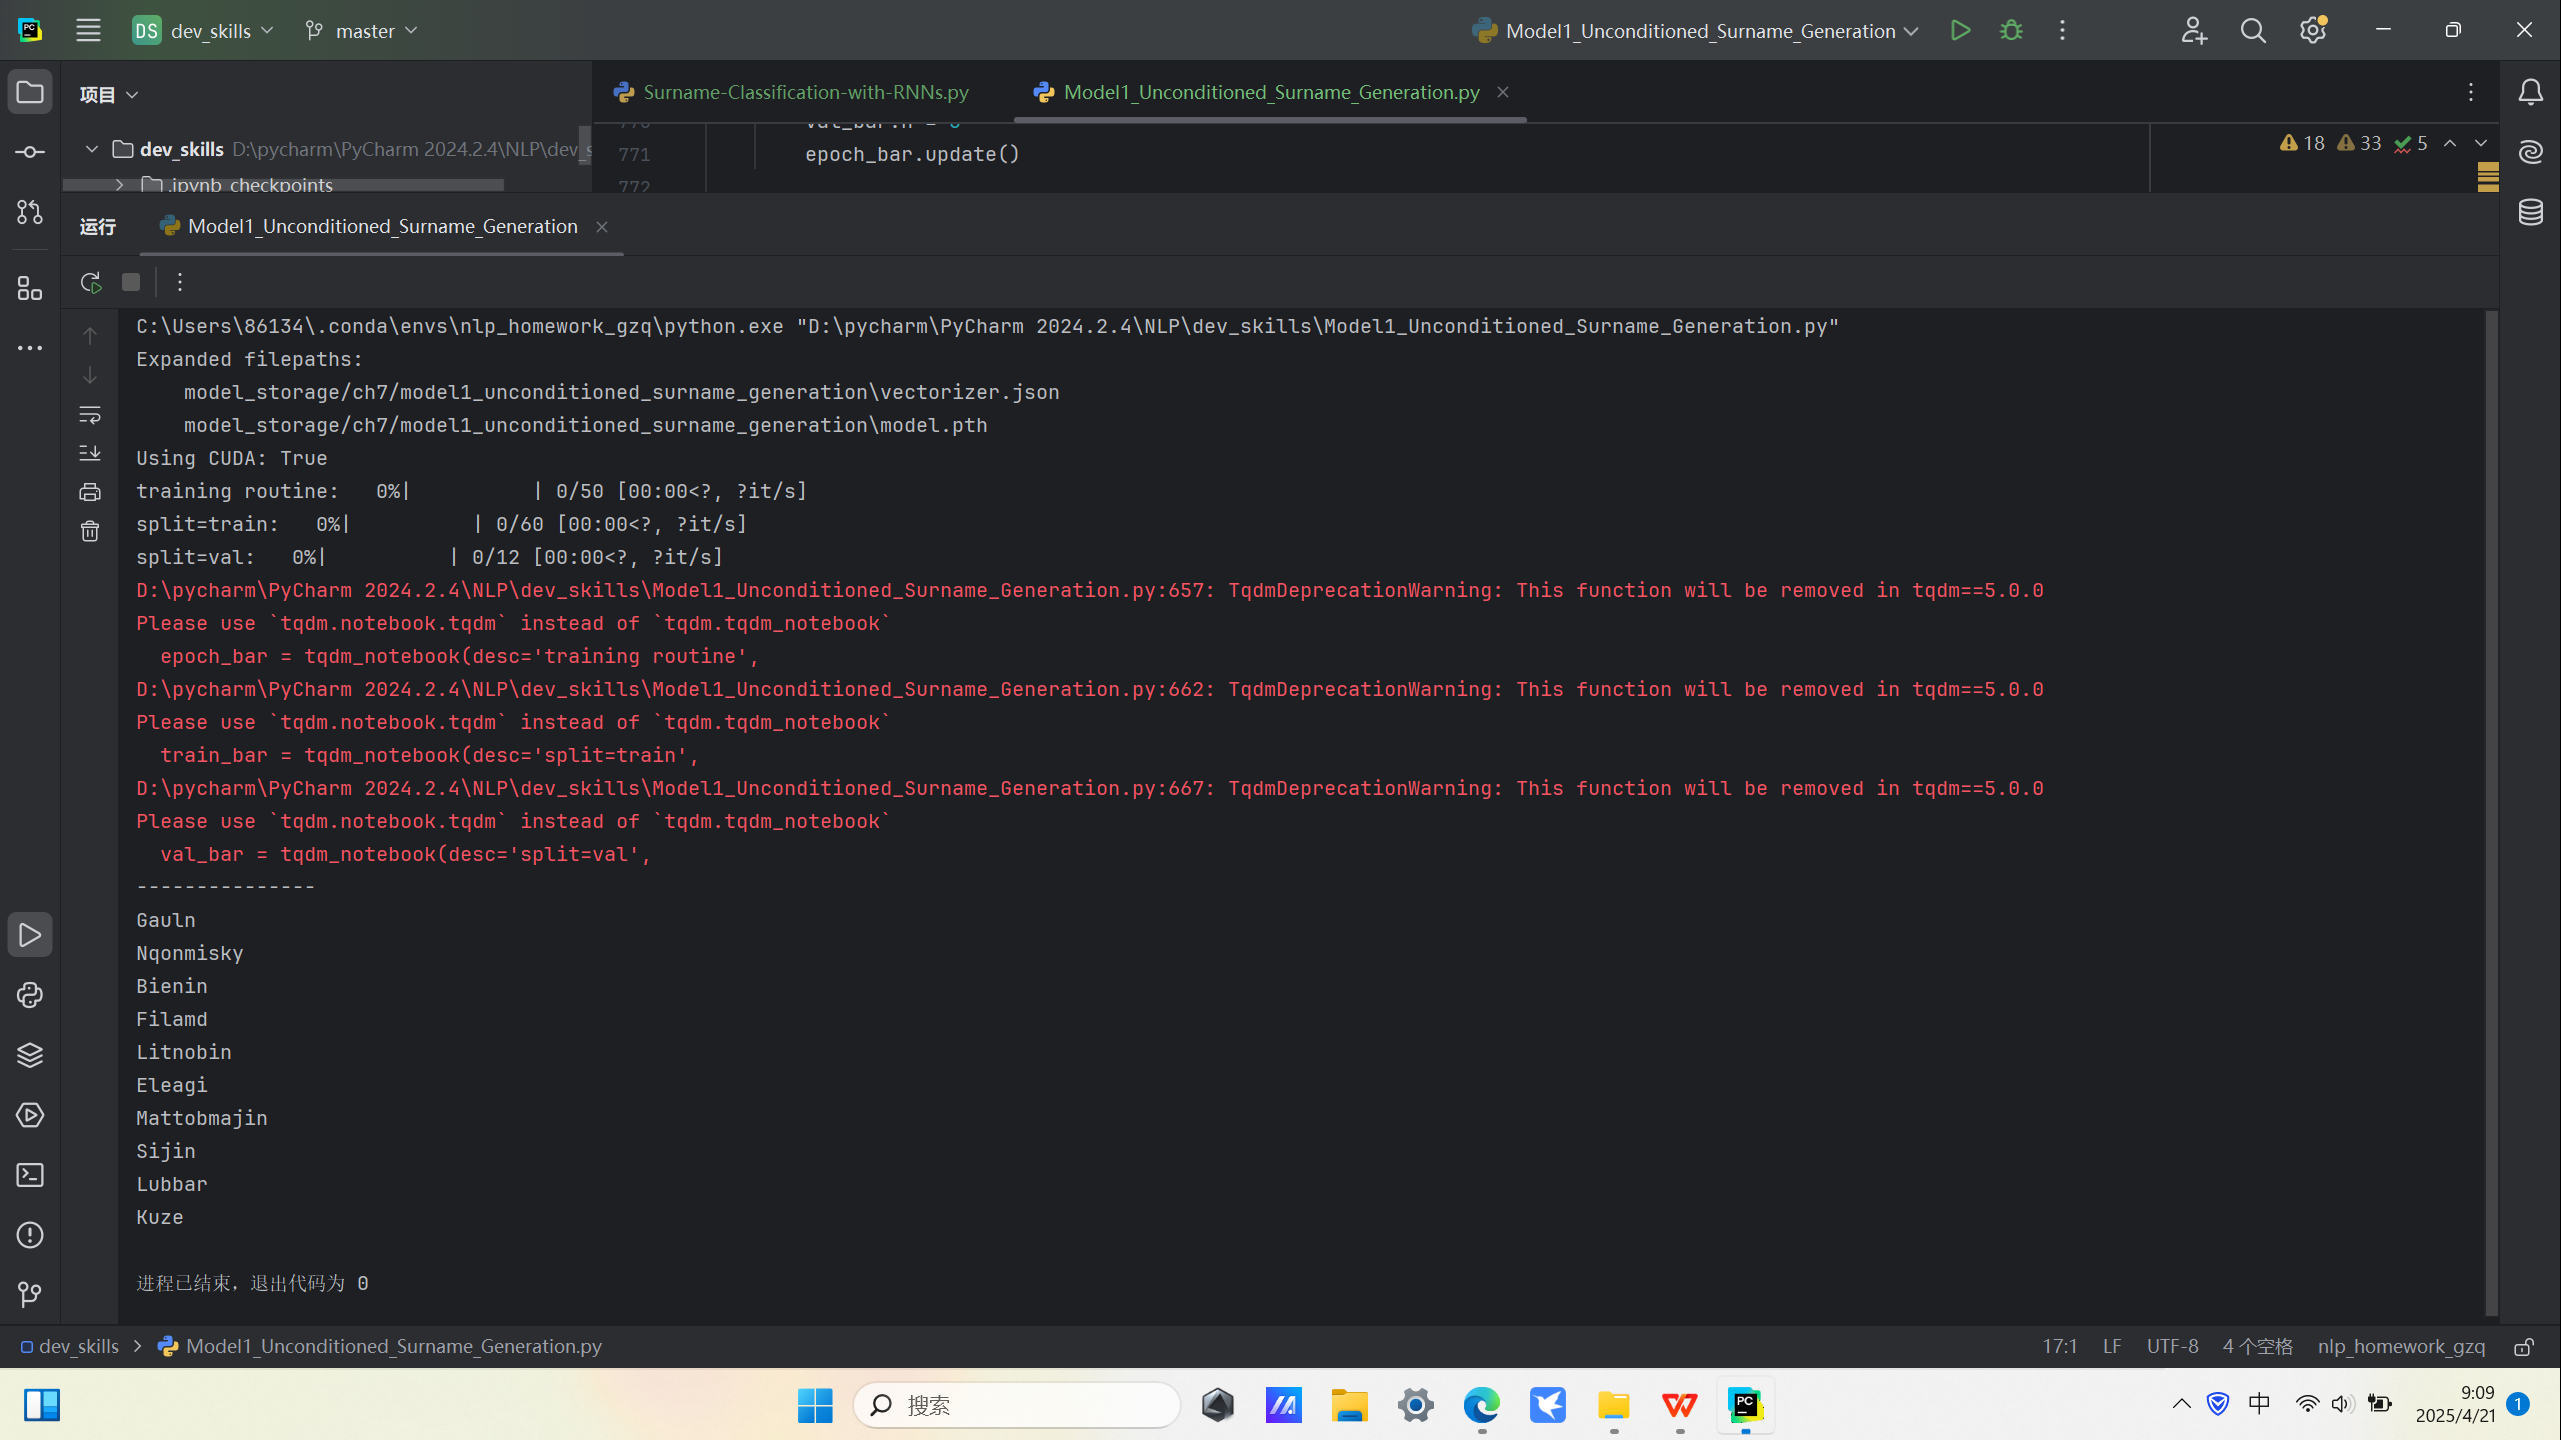 DS dev_skills master
Model1_Unconditioned_Surname_Generation
项目
Surname-Classification-with-RNNs.py
Model1_Unconditioned_Surname_Generation.py
dev_skills D:\pycharm\PyCharm 2024.2.4\NLP\dev_s
.ipynb_checkpoints
771 epoch_bar.update()
772
18 33 5
运行 Model1_Unconditioned_Surname_Generation
C:\Users\86134\.conda\envs\nlp_homework_gzq\python.exe "D:\pycharm\PyCharm 2024.2.4\NLP\dev_skills\Model1_Unconditioned_Surname_Generation.py"
Expanded filepaths:
model_storage/ch7/model1_unconditioned_surname_generation\vectorizer.json
model_storage/ch7/model1_unconditioned_surname_generation\model.pth
Using CUDA: True
training routine:   0%|          | 0/50 [00:00<?, ?it/s]
split=train:   0%|          | 0/60 [00:00<?, ?it/s]
split=val:   0%|          | 0/12 [00:00<?, ?it/s]
D:\pycharm\PyCharm 2024.2.4\NLP\dev_skills\Model1_Unconditioned_Surname_Generation.py:657: TqdmDeprecationWarning: This function will be removed in tqdm==5.0.0
Please use `tqdm.notebook.tqdm` instead of `tqdm.tqdm_notebook`
epoch_bar = tqdm_notebook(desc='training routine',
D:\pycharm\PyCharm 2024.2.4\NLP\dev_skills\Model1_Unconditioned_Surname_Generation.py:662: TqdmDeprecationWarning: This function will be removed in tqdm==5.0.0
Please use `tqdm.notebook.tqdm` instead of `tqdm.tqdm_notebook`
train_bar = tqdm_notebook(desc='split=train',
D:\pycharm\PyCharm 2024.2.4\NLP\dev_skills\Model1_Unconditioned_Surname_Generation.py:667: TqdmDeprecationWarning: This function will be removed in tqdm==5.0.0
Please use `tqdm.notebook.tqdm` instead of `tqdm.tqdm_notebook`
val_bar = tqdm_notebook(desc='split=val',
---------------
Gauln
Nqonmisky
Bienin
Filamd
Litnobin
Eleagi
Mattobmajin
Sijin
Lubbar
Kuze
进程已结束，退出代码为 0
dev_skills > Model1_Unconditioned_Surname_Generation.py
17:1 LF UTF-8 4 个空格 nlp_homework_gzq
搜索
中
9:09
2025/4/21
1